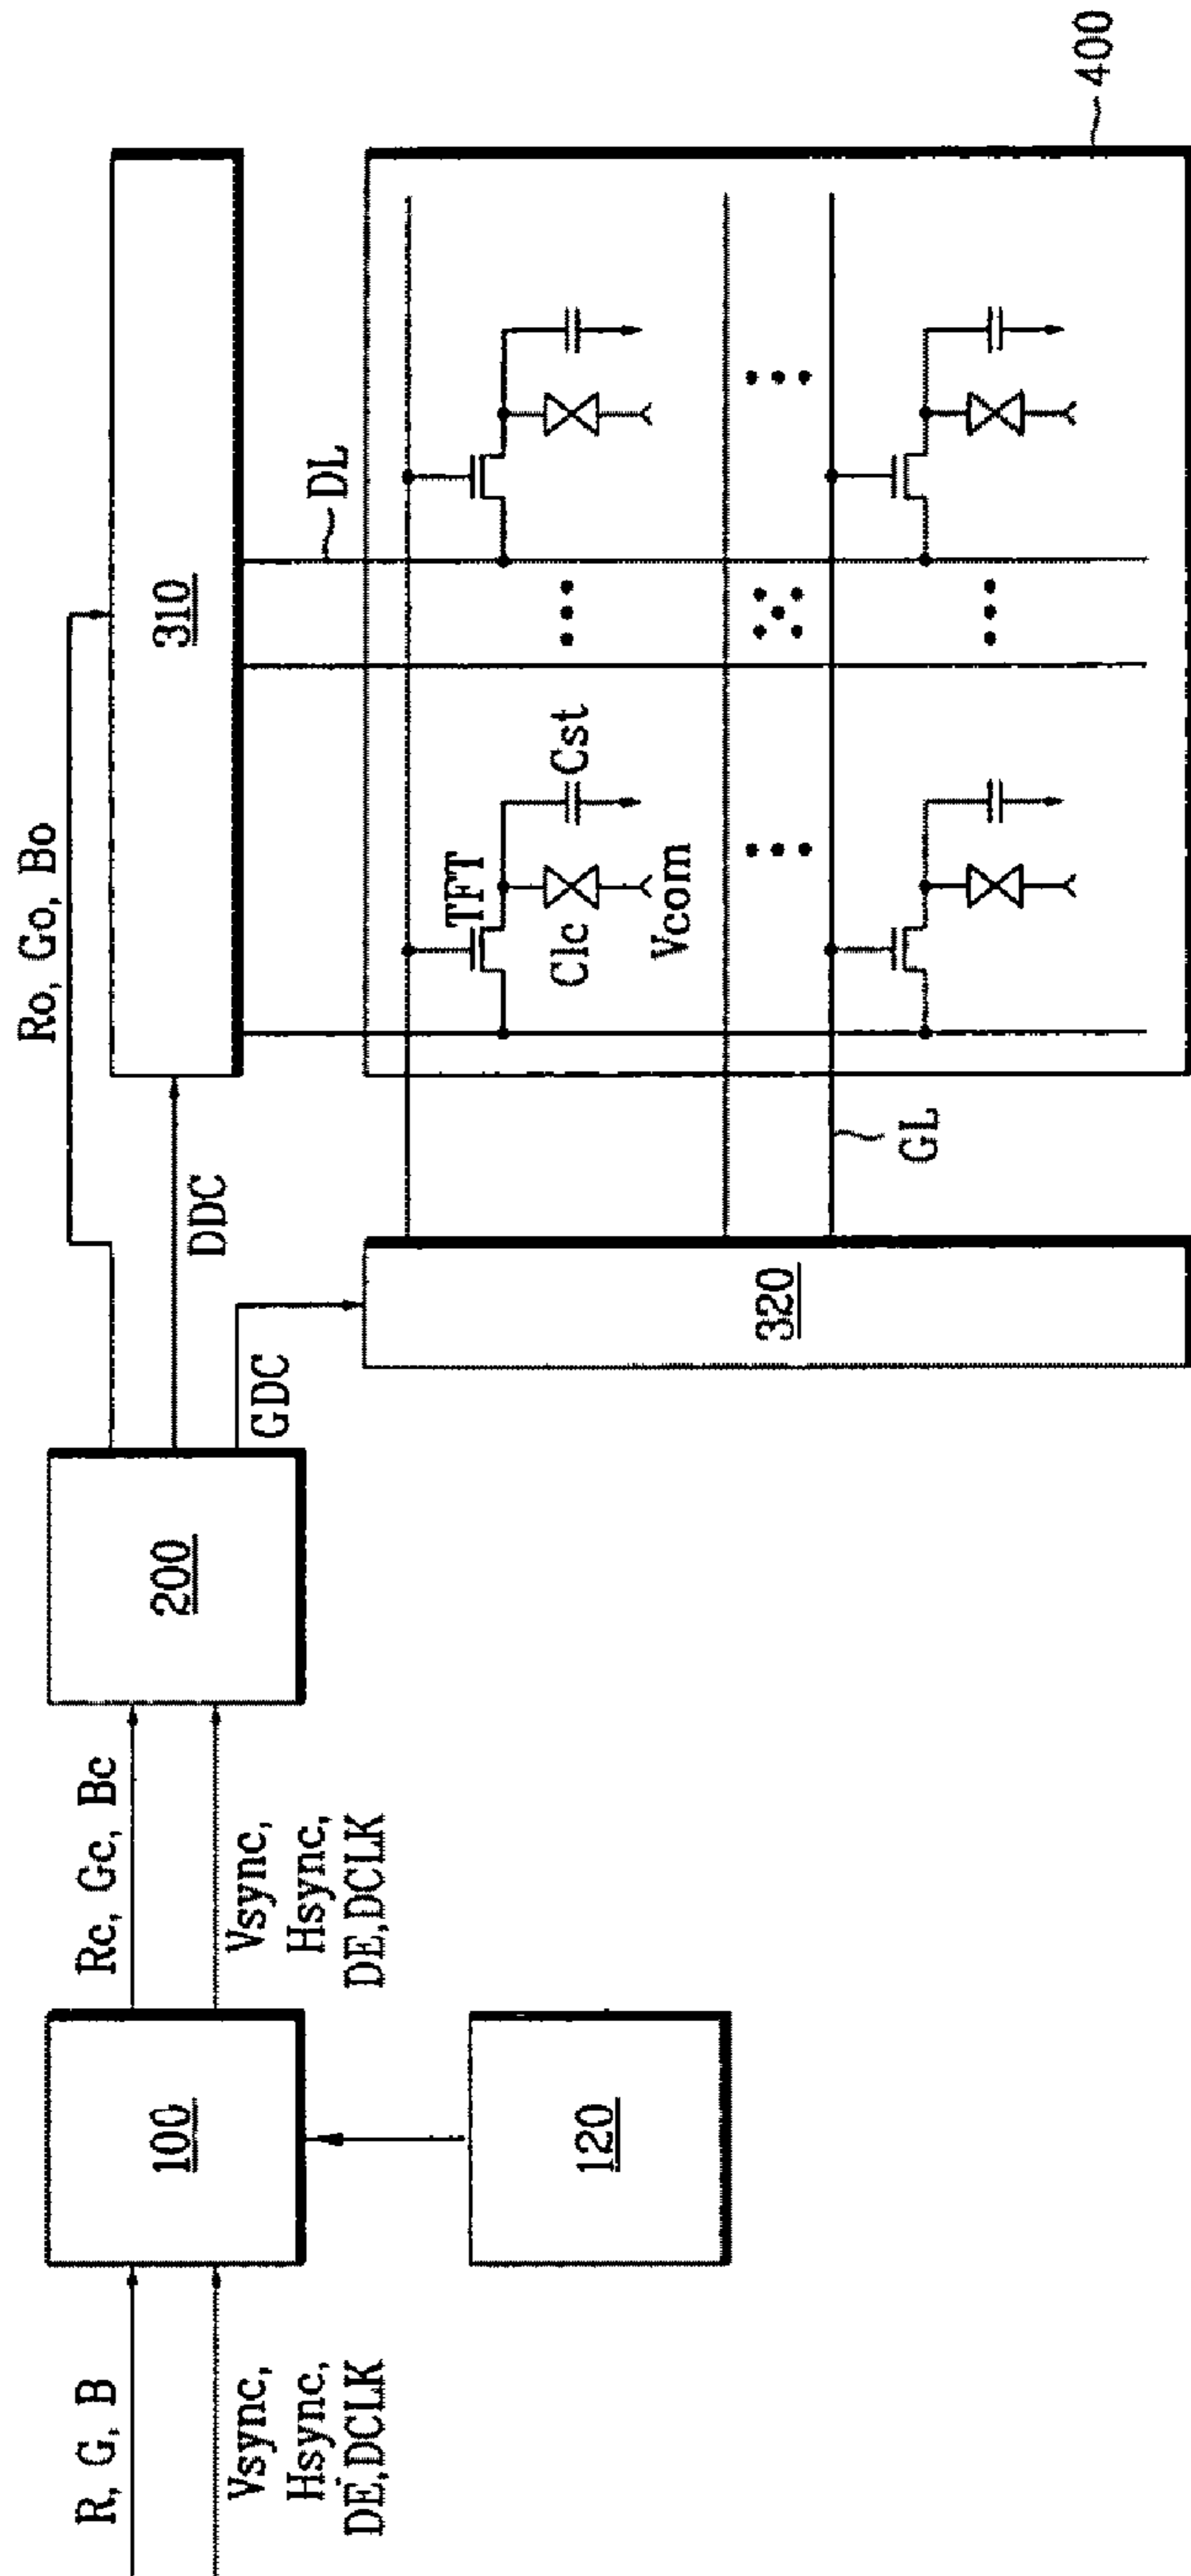 R, G, B
Vsync,
Hsync,
DE,DCLK
100
120
Rc, Gc, Bc
Vsync,
Hsync,
DE,DCLK
200
Ro, Go, Bo
DDC
GDC
310
320
DL
GL
TFT
Clc
Cst
Vcom
400